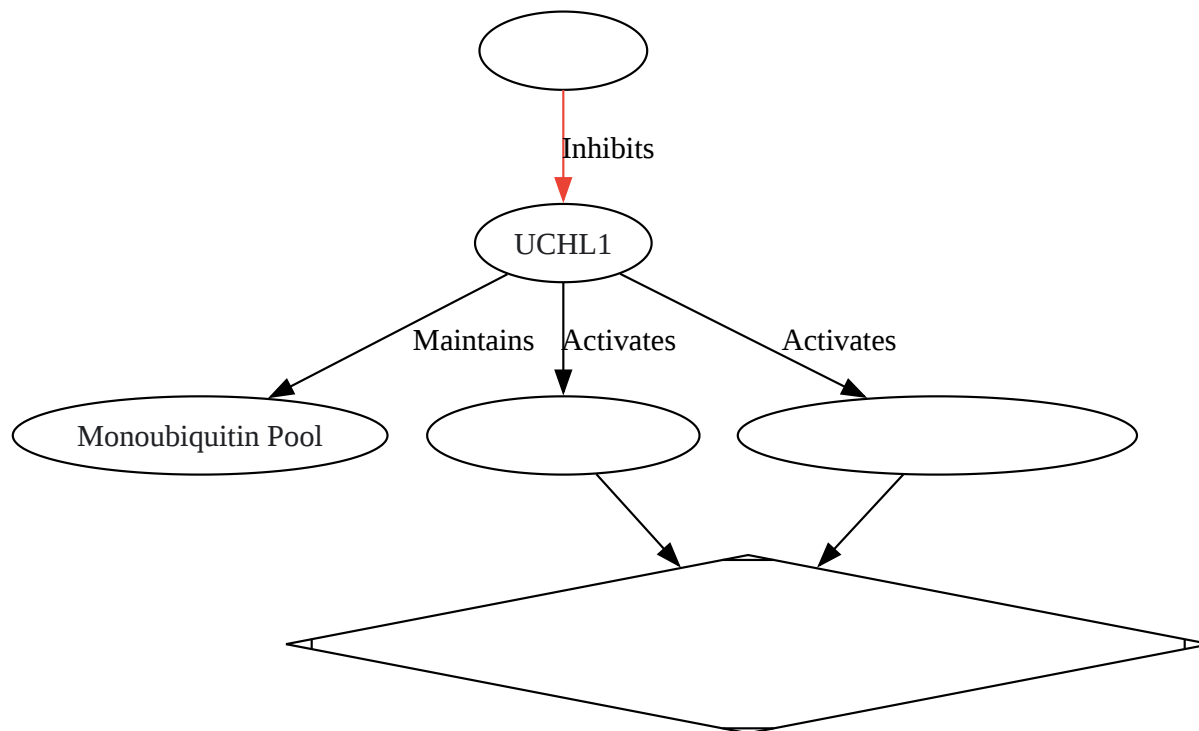 Inhibits
UCHL1
Maintains
Activates
Activates
Monoubiquitin Pool